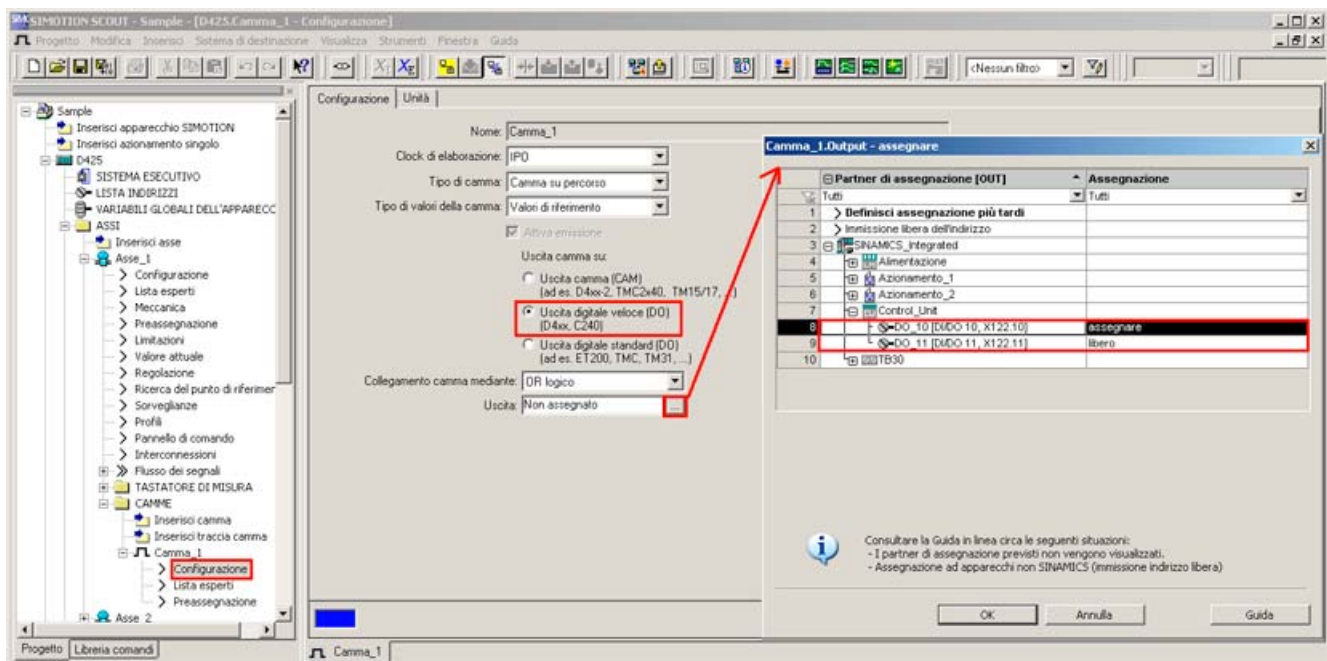 SIMOTION SCOUT - Sample - [D425.Camma_1 - Configurazione]
Progetto Modifica Inserisci Sistema di destinazione Visualizza Strumenti Finestra Guida
<Nessun filtro>
Sample
Inserisci apparecchio SIMOTION
Inserisci azionamento singolo
D425
SISTEMA ESECUTIVO
LISTA INDIRIZZI
VARIABILI GLOBALI DELL'APPARECC
ASSI
Inserisci asse
Asse_1
Configurazione
Lista esperti
Meccanica
Preassegnazione
Limitazioni
Valore attuale
Regolazione
Ricerca del punto di riferimer
Sorveglianze
Profili
Pannello di comando
Interconnessioni
Flusso dei segnali
TASTATORE DI MISURA
CAMME
Inserisci camma
Inserisci traccia camma
Camma_1
Configurazione
Lista esperti
Preassegnazione
Asse_2
Progetto Libreria comandi
Configurazione Unità
Nome: Camma_1
Clock di elaborazione: IPO
Tipo di camma: Camma su percorso
Tipo di valori della camma: Valori di riferimento
Attiva emissione
Uscita camma su:
Uscita camma (CAM)
(ad es. D4xx-2, TMC2x40, TM15/17, ...)
Uscita digitale veloce (DO)
(D4xx, C240)
Uscita digitale standard (DO)
(ad es. ET200, TMC, TM31, ...)
Collegamento camma mediante: OR logico
Uscita: Non assegnato ...
Camma_1
Camma_1.Output - assegnare
Partner di assegnazione [OUT] Assegnazione
Tutti Tutti
1 Definisci assegnazione più tardi
2 Immissione libera dell'indirizzo
3 SINAMICS_Integrated
4 Alimentazione
5 Azionamento_1
6 Azionamento_2
7 Control_Unit
8 DO_10 [DI/DO 10, X122.10] assegnare
9 DO_11 [DI/DO 11, X122.11] libero
10 TB30
Consultare la Guida in linea circa le seguenti situazioni:
- I partner di assegnazione previsti non vengono visualizzati.
- Assegnazione ad apparecchi non SINAMICS (immissione indirizzo libera)
OK Annulla Guida